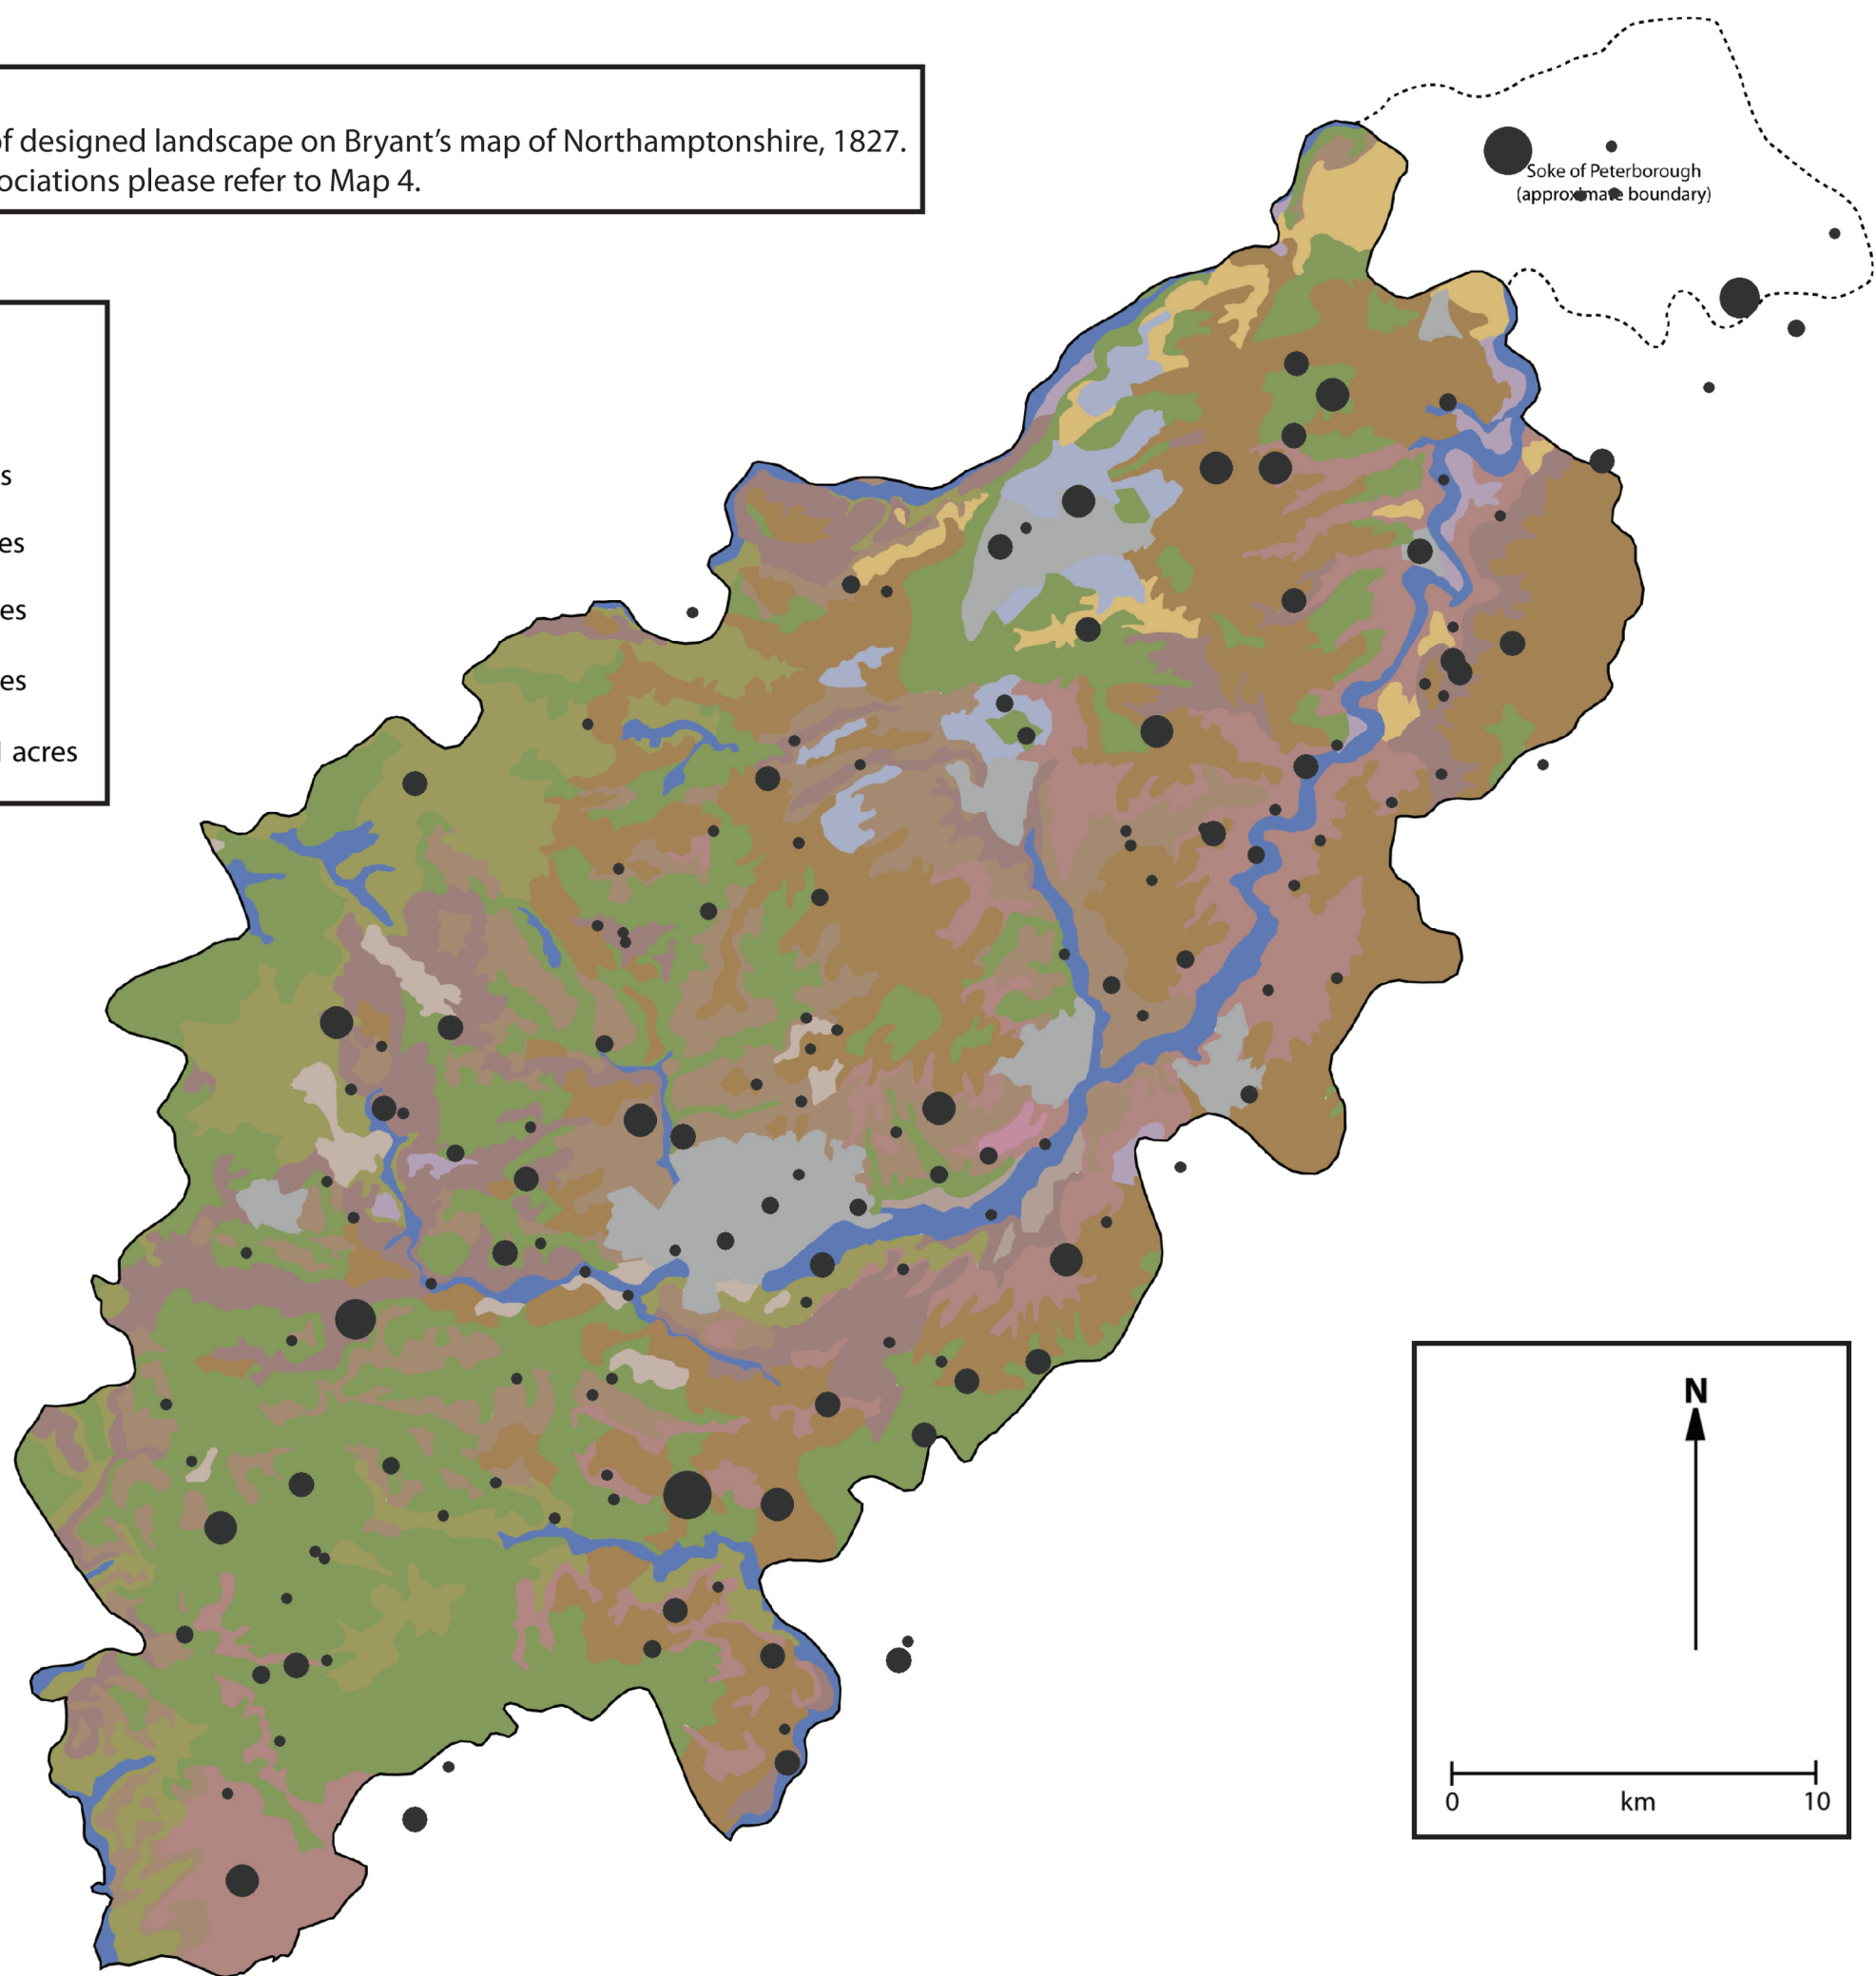 of designed landscape on Bryant's map of Northamptonshire, 1827.
ociations please refer to Map 4.
s
es
es
es
acres
Soke of Peterborough
(approximate boundary)
N
0 km 10